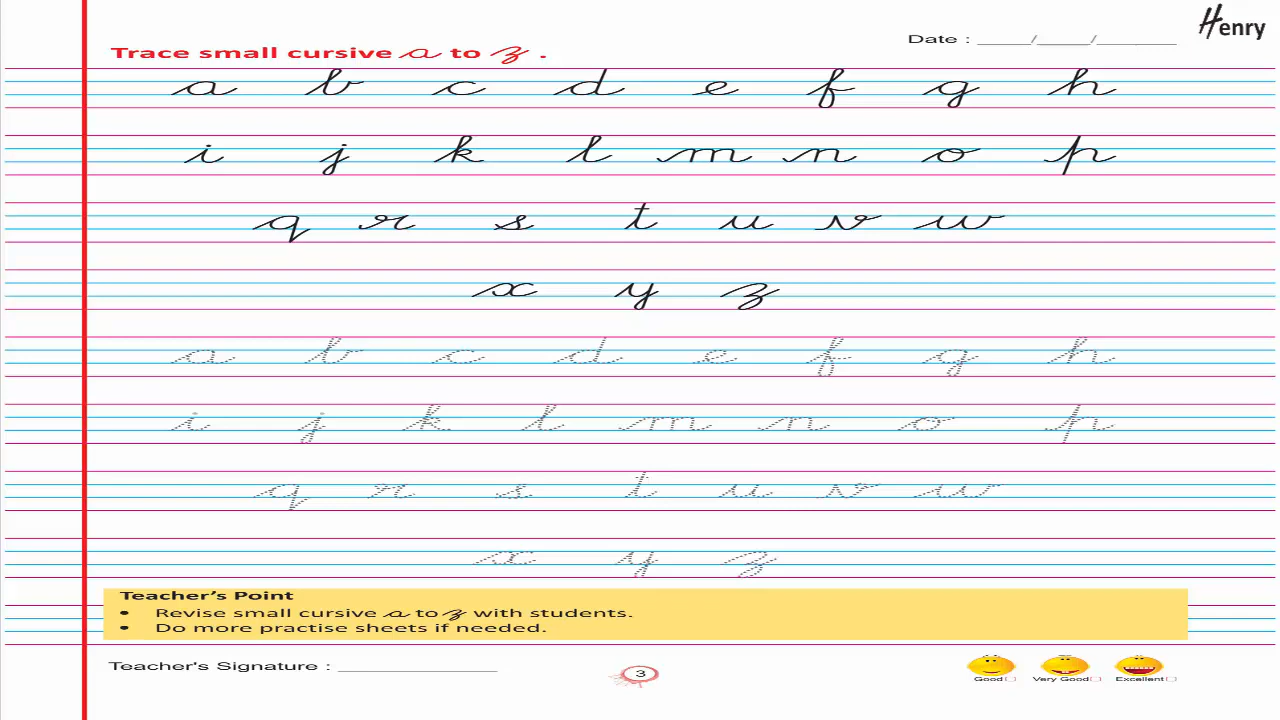 Henry
Date : ____/____/______
Trace small cursive a to z .
a b c d e f g h
i j k l m n o p
q r s t u v w
x y z
a b c d e f g h
i j k l m n o p
q r s t u v w
x y z
Teacher's Point
• Revise small cursive a to z with students.
• Do more practise sheets if needed.
Teacher's Signature : ______________
3
Good Very Good Excellent